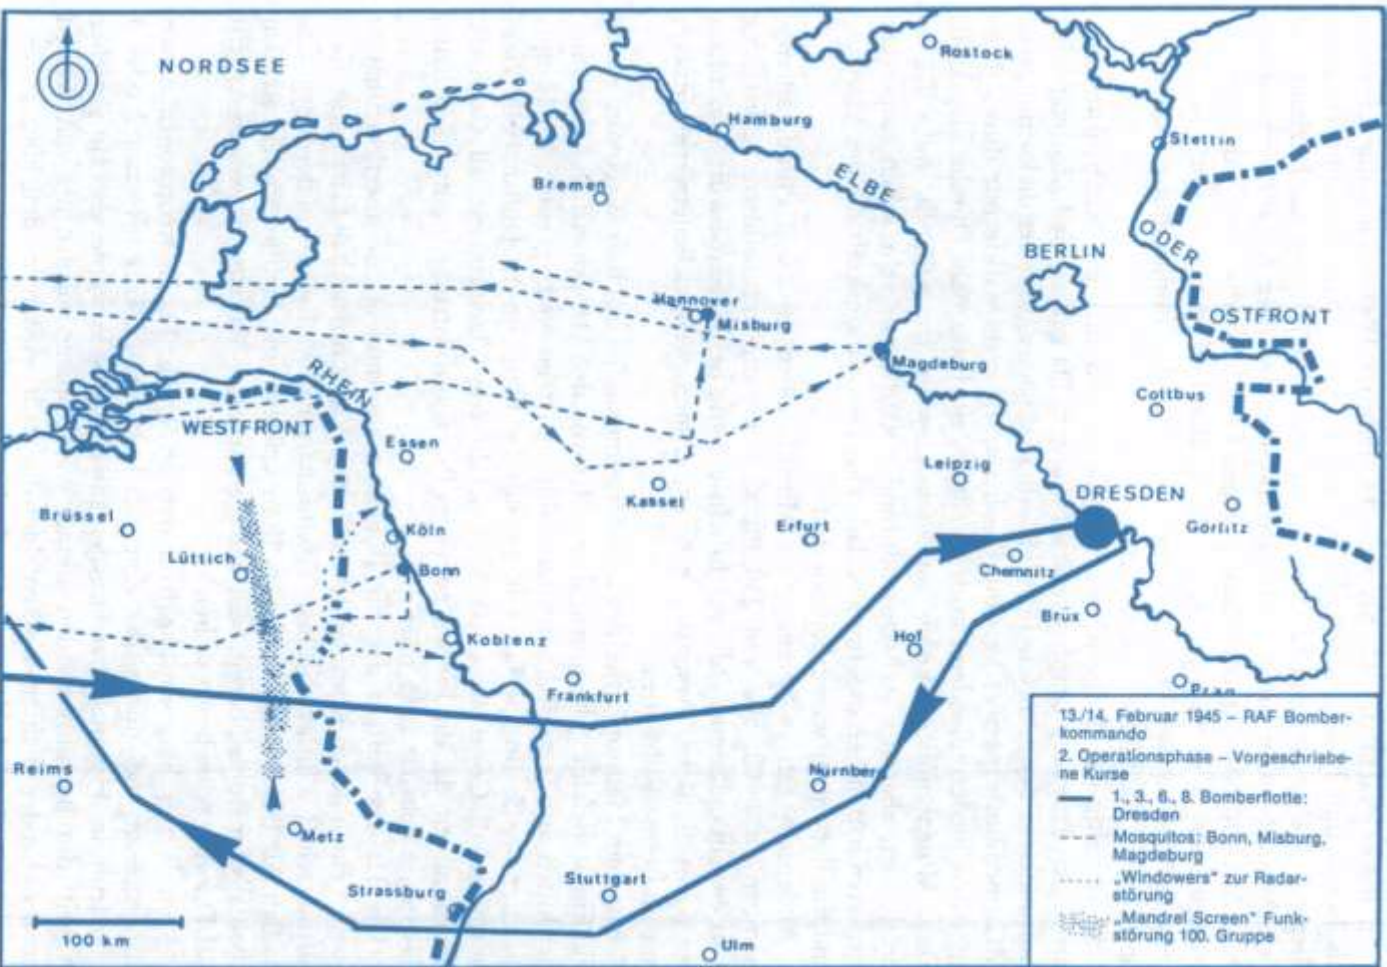 NORDSEE
Rostock
Hamburg
Stettin
Bremen
ELBE
ODER
BERLIN
Hannover
Misburg
OSTFRONT
Magdeburg
RHEIN
Cottbus
WESTFRONT
Essen
Leipzig
Kassel
DRESDEN
Brüssel
Erfurt
Görlitz
Köln
Lüttich
Bonn
Chemnitz
Brüx
Koblenz
Hof
Frankfurt
Prag
Reims
Nürnberg
Metz
Stuttgart
Strassburg
Ulm
100 km
13./14. Februar 1945 – RAF Bomber-
kommando
2. Operationsphase – Vorgeschriebe-
ne Kurse
1., 3., 6., 8. Bomberflotte:
Dresden
Mosquitos: Bonn, Misburg,
Magdeburg
„Windowers“ zur Radar-
störung
„Mandrel Screen“ Funk-
störung 100. Gruppe